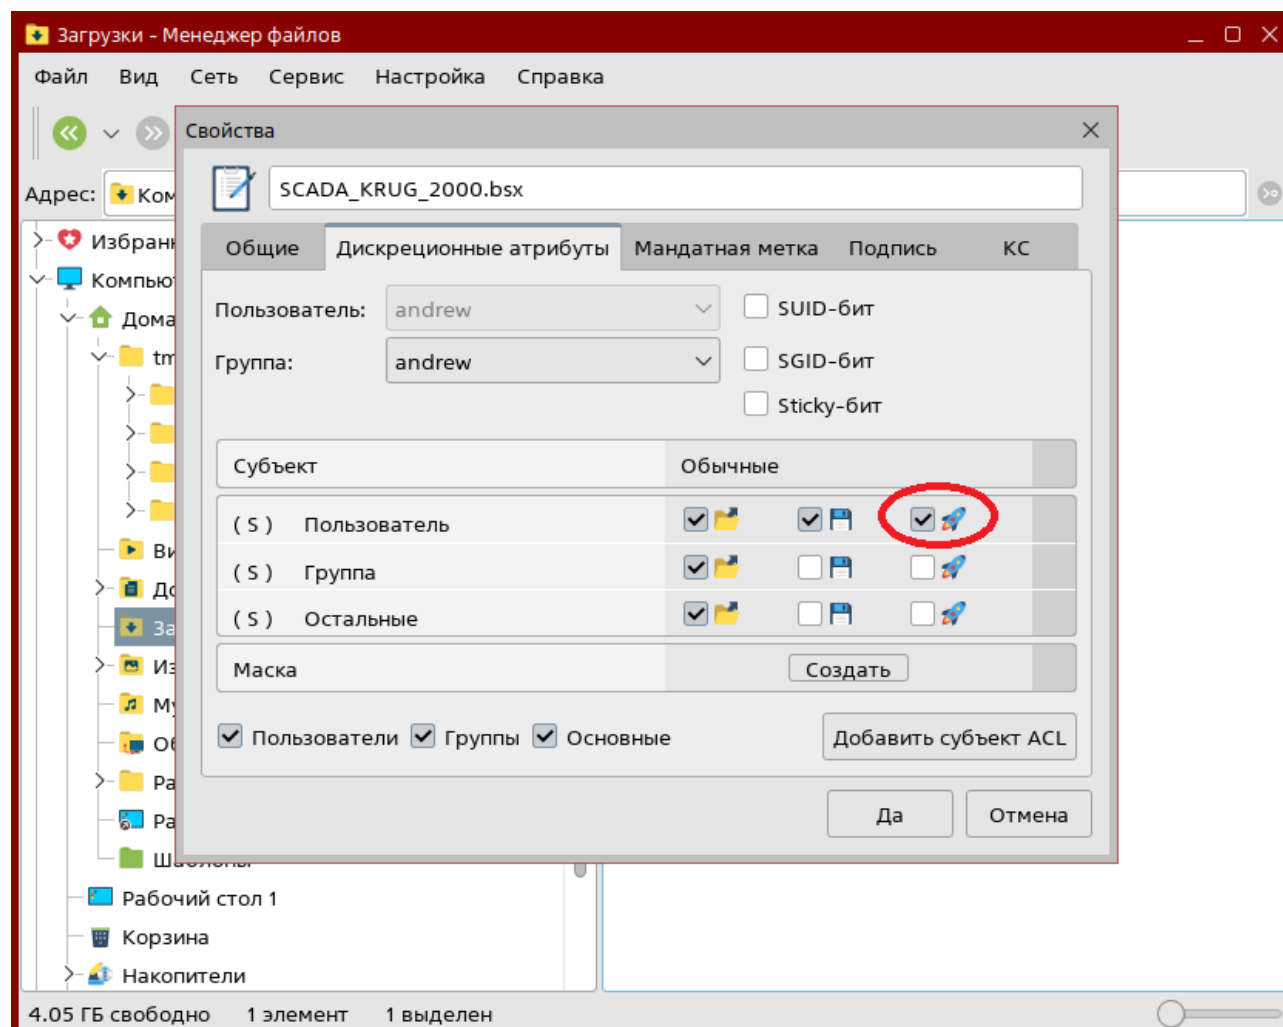 Загрузки - Менеджер файлов
Файл Вид Сеть Сервис Настройка Справка
Свойства
Адрес:
SCADA_KRUG_2000.bsx
Общие Дискреционные атрибуты Мандатная метка Подпись КС
Пользователь: andrew SUID-бит
Группа: andrew SGID-бит
Sticky-бит
Субъект Обычные
(S) Пользователь
(S) Группа
(S) Остальные
Маска Создать
Пользователи Группы Основные Добавить субъект ACL
Да Отмена
Рабочий стол 1
Корзина
Накопители
4.05 ГБ свободно 1 элемент 1 выделен